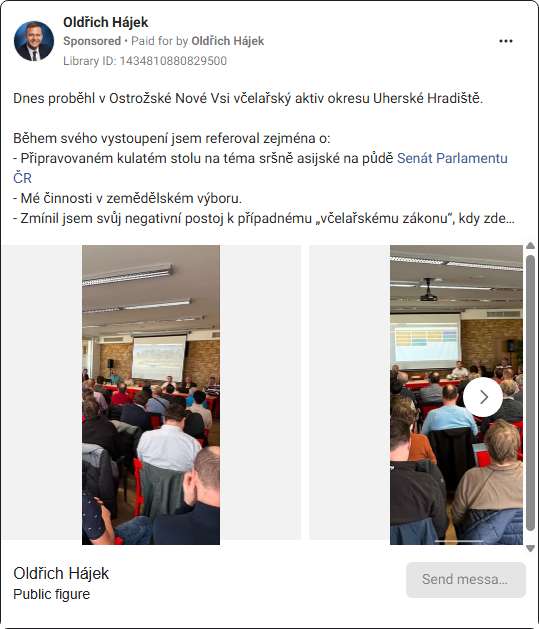 Oldřich Hájek
Sponsored • Paid for by Oldřich Hájek
Library ID: 1434810880829500
Dnes proběhl v Ostrožské Nové Vsi včelařský aktiv okresu Uherské Hradiště.
Během svého vystoupení jsem referoval zejména o:
- Připravovaném kulatém stolu na téma sršně asijské na půdě Senát Parlamentu
ČR
- Mé činnosti v zemědělském výboru.
- Zmínil jsem svůj negativní postoj k případnému „včelařskému zákonu“, kdy zde…
Oldřich Hájek
Public figure
Send messa…